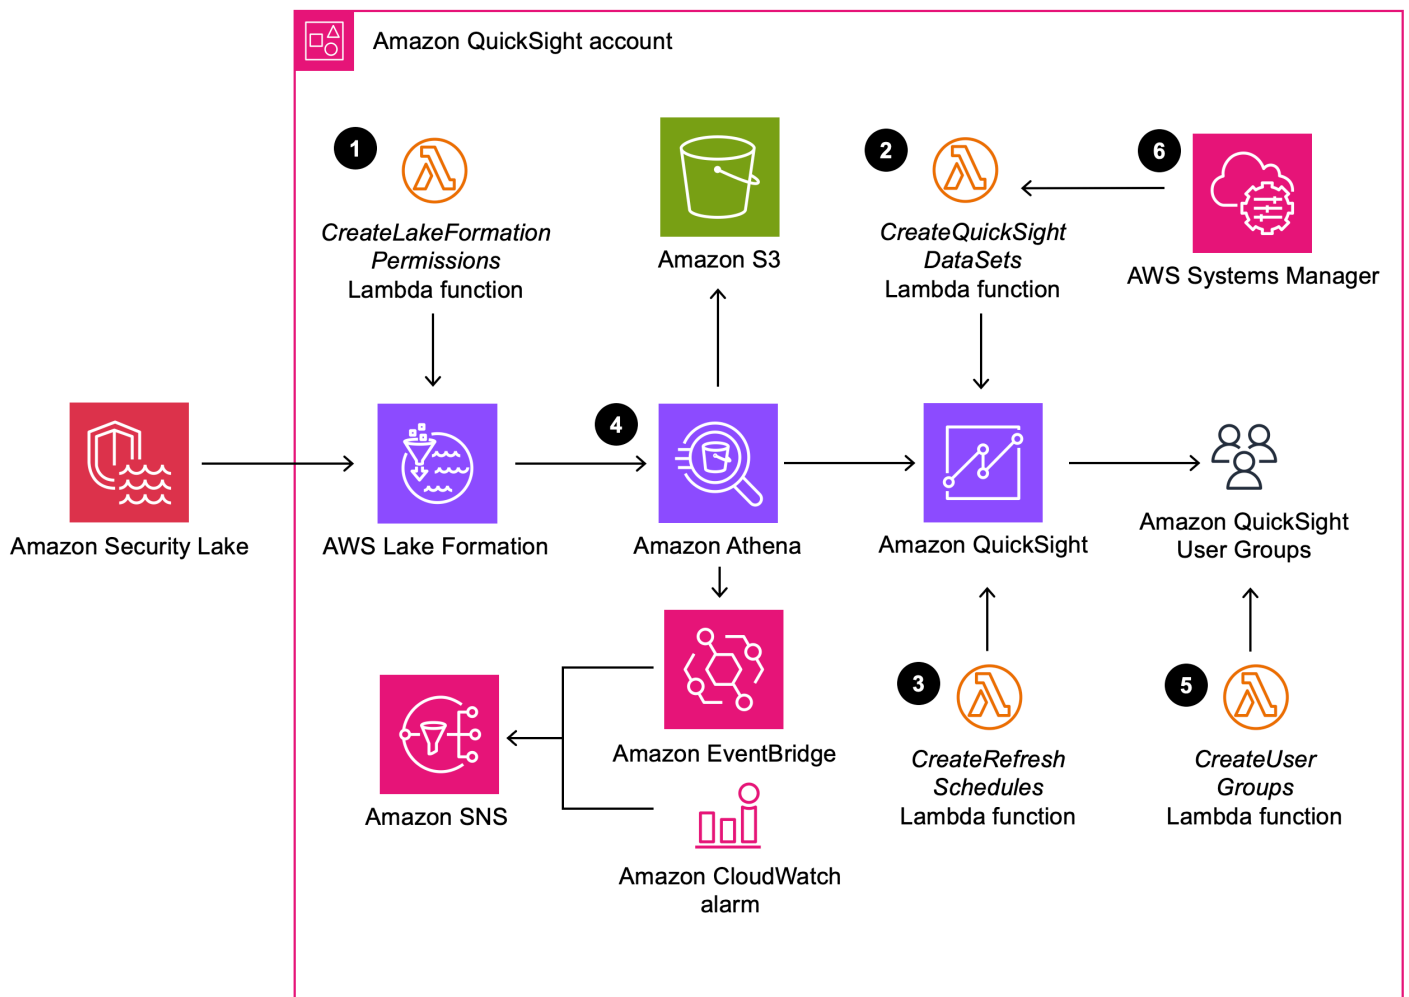 Amazon QuickSight account
1
CreateLakeFormation
Permissions
Lambda function
Amazon S3
2
CreateQuickSight
DataSets
Lambda function
6
AWS Systems Manager
Amazon Security Lake
AWS Lake Formation
4
Amazon Athena
Amazon QuickSight
Amazon QuickSight
User Groups
Amazon SNS
Amazon EventBridge
Amazon CloudWatch
alarm
3
CreateRefresh
Schedules
Lambda function
5
CreateUser
Groups
Lambda function